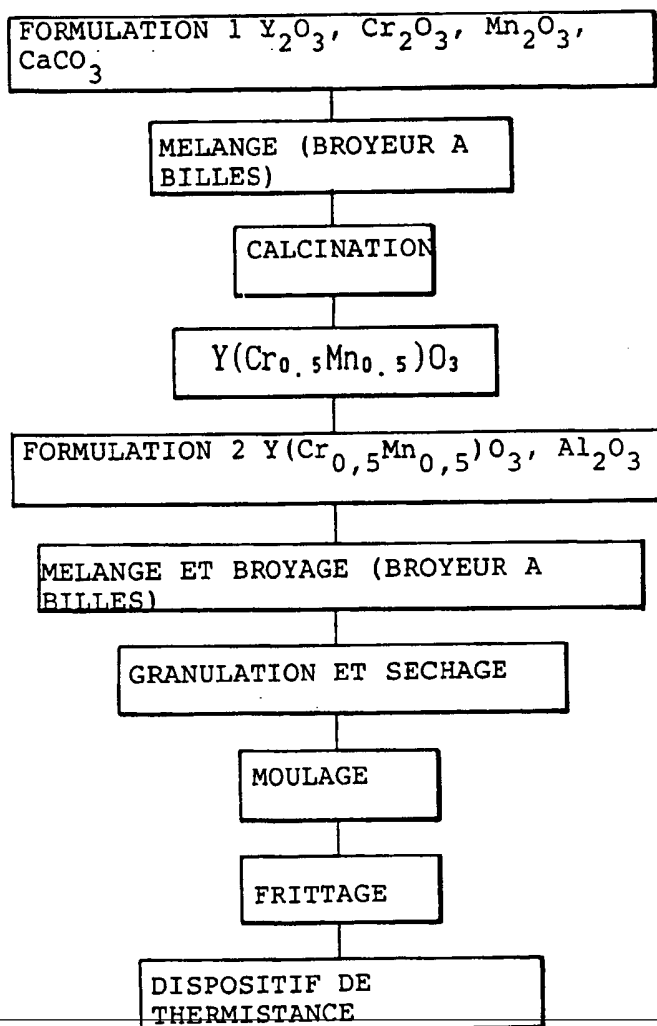 FORMULATION 1 Y₂O₃, Cr₂O₃, Mn₂O₃,
CaCO₃
MELANGE (BROYEUR A
BILLES)
CALCINATION
Y(Cr₀.₅Mn₀.₅)O₃
FORMULATION 2 Y(Cr₀,₅Mn₀,₅)O₃, Al₂O₃
MELANGE ET BROYAGE (BROYEUR A
BILLES)
GRANULATION ET SECHAGE
MOULAGE
FRITTAGE
DISPOSITIF DE
THERMISTANCE